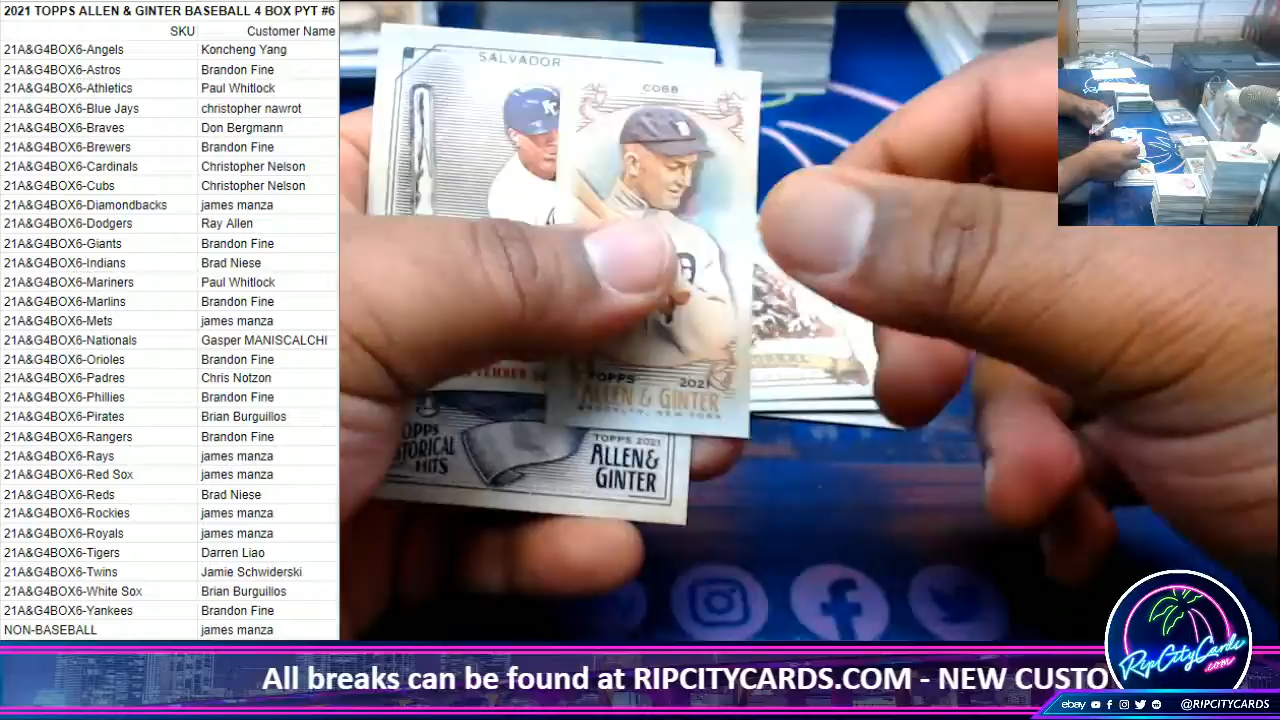 2021 TOPPS ALLEN & GINTER BASEBALL 4 BOX PYT #6
SKU Customer Name
21A&G4BOX6-Angels Koncheng Yang
21A&G4BOX6-Astros Brandon Fine
21A&G4BOX6-Athletics Paul Whitlock
21A&G4BOX6-Blue Jays christopher nawrot
21A&G4BOX6-Braves Don Bergmann
21A&G4BOX6-Brewers Brandon Fine
21A&G4BOX6-Cardinals Christopher Nelson
21A&G4BOX6-Cubs Christopher Nelson
21A&G4BOX6-Diamondbacks james manza
21A&G4BOX6-Dodgers Ray Allen
21A&G4BOX6-Giants Brandon Fine
21A&G4BOX6-Indians Brad Niese
21A&G4BOX6-Mariners Paul Whitlock
21A&G4BOX6-Marlins Brandon Fine
21A&G4BOX6-Mets james manza
21A&G4BOX6-Nationals Gasper MANISCALCHI
21A&G4BOX6-Orioles Brandon Fine
21A&G4BOX6-Padres Chris Notzon
21A&G4BOX6-Phillies Brandon Fine
21A&G4BOX6-Pirates Brian Burguillos
21A&G4BOX6-Rangers Brandon Fine
21A&G4BOX6-Rays james manza
21A&G4BOX6-Red Sox james manza
21A&G4BOX6-Reds Brad Niese
21A&G4BOX6-Rockies james manza
21A&G4BOX6-Royals james manza
21A&G4BOX6-Tigers Darren Liao
21A&G4BOX6-Twins Jamie Schwiderski
21A&G4BOX6-White Sox Brian Burguillos
21A&G4BOX6-Yankees Brandon Fine
NON-BASEBALL james manza
SALVADOR
COBB
TOPPS 2021
ALLEN & GINTER
BROOKLYN, NEW YORK
OPPS
STORICAL
HITS
TOPPS 2021
ALLEN &
GINTER
RipCityCards
.com
All breaks can be found at RIPCITYCARDS.COM - NEW CUSTO
ebay @RIPCITYCARDS